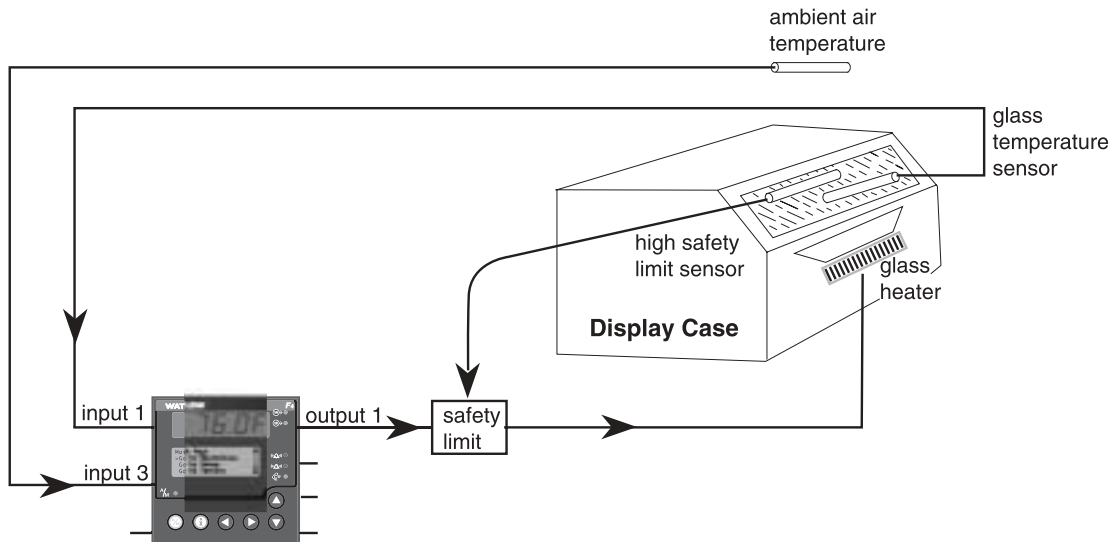 ambient air
temperature
glass
temperature
sensor
high safety
limit sensor
glass
heater
Display Case
input 1
output 1
safety
limit
input 3